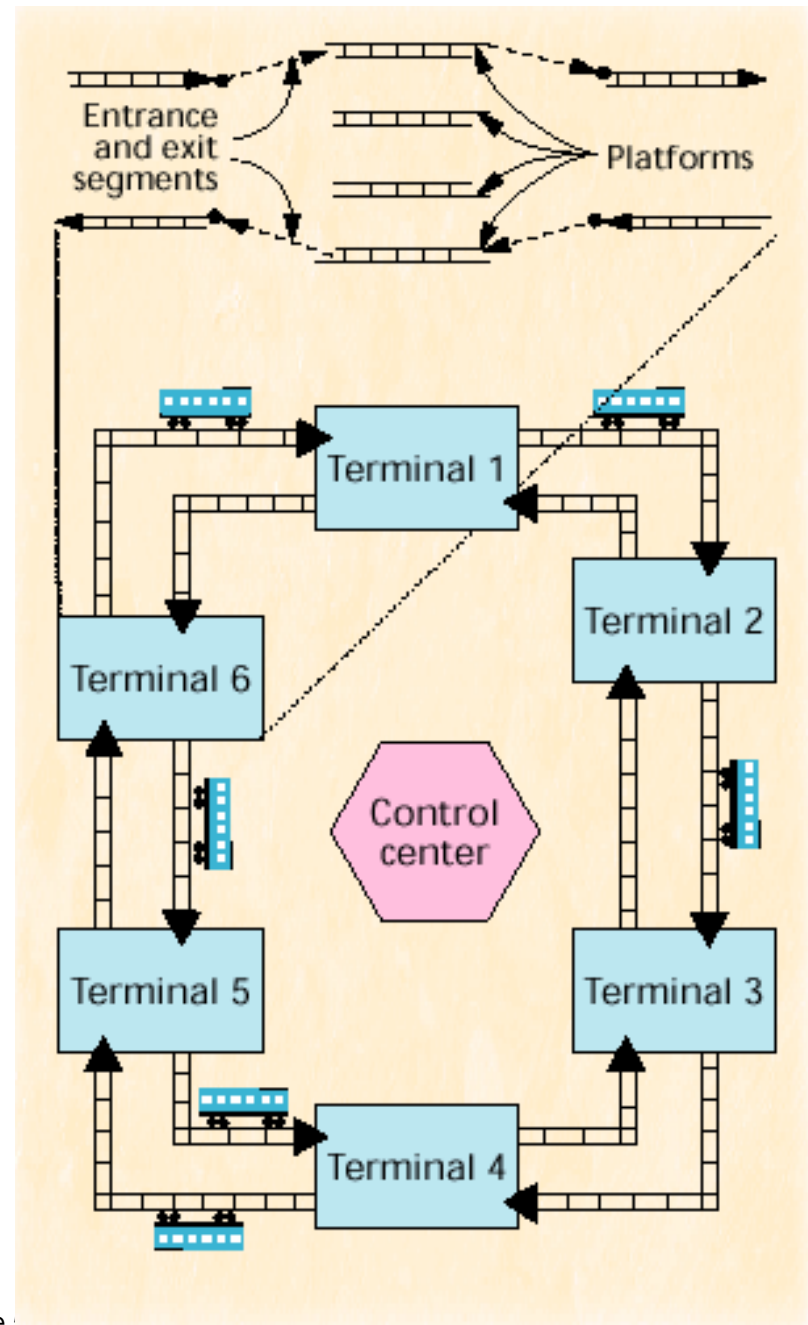 Entrance
and exit
segments
Platforms
Terminal 1
Terminal 2
Terminal 6
Control
center
Terminal 5
Terminal 3
Terminal 4